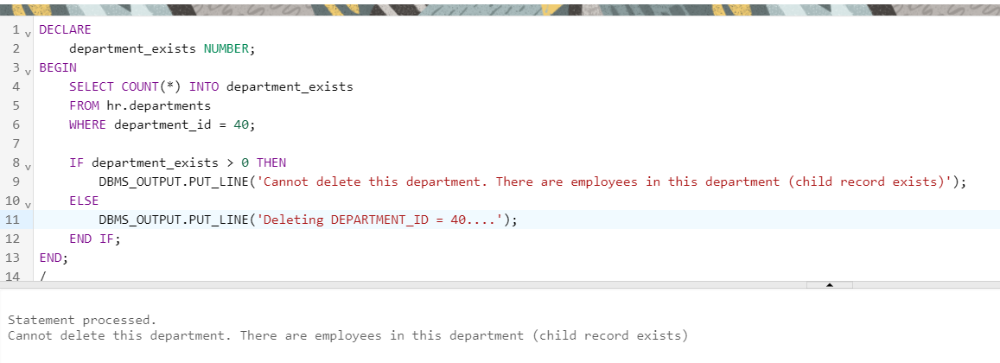 1 v DECLARE
2 department_exists NUMBER;
3 v BEGIN
4 SELECT COUNT(*) INTO department_exists
5 FROM hr.departments
6 WHERE department_id = 40;
7
8 v IF department_exists > 0 THEN
9 DBMS_OUTPUT.PUT_LINE('Cannot delete this department. There are employees in this department (child record exists)');
10 v ELSE
11 DBMS_OUTPUT.PUT_LINE('Deleting DEPARTMENT_ID = 40....');
12 END IF;
13 END;
14 /
Statement processed.
Cannot delete this department. There are employees in this department (child record exists)